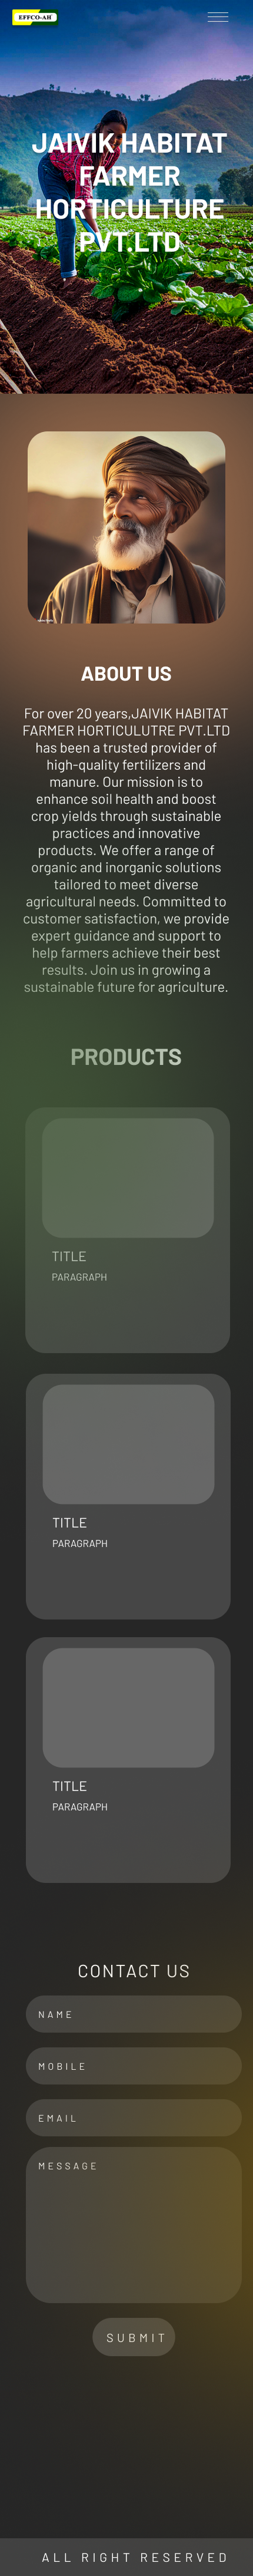 EFFCO-AH
JAIVIK HABITAT
FARMER
HORTICULTURE
PVT.LTD
ABOUT US
For over 20 years,JAIVIK HABITAT
FARMER HORTICULUTRE PVT.LTD
has been a trusted provider of
high-quality fertilizers and
manure. Our mission is to
enhance soil health and boost
crop yields through sustainable
practices and innovative
products. We offer a range of
organic and inorganic solutions
tailored to meet diverse
agricultural needs. Committed to
customer satisfaction, we provide
expert guidance and support to
help farmers achieve their best
results. Join us in growing a
sustainable future for agriculture.
PRODUCTS
TITLE
PARAGRAPH
TITLE
PARAGRAPH
TITLE
PARAGRAPH
CONTACT US
NAME
MOBILE
EMAIL
MESSAGE
SUBMIT
ALL RIGHT RESERVED